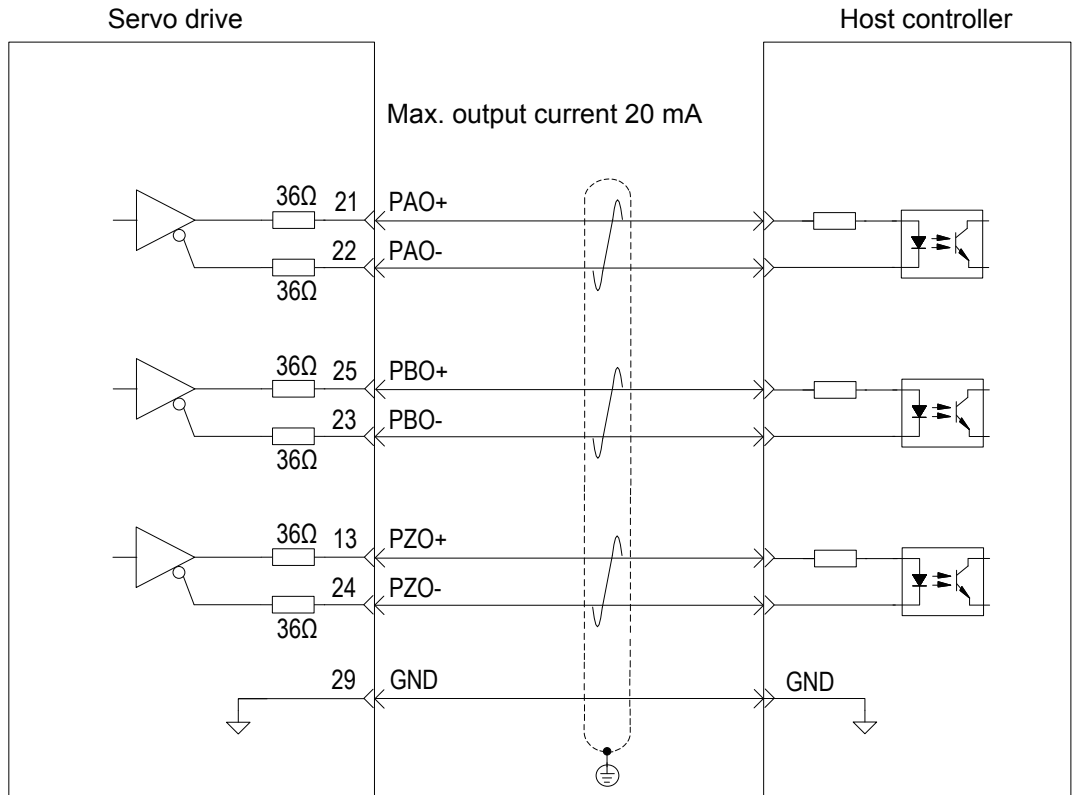 Servo drive
Host controller
Max. output current 20 mA
36Ω
21
PAO+
22
PAO-
36Ω
36Ω
25
PBO+
23
PBO-
36Ω
36Ω
13
PZO+
24
PZO-
36Ω
29
GND
GND